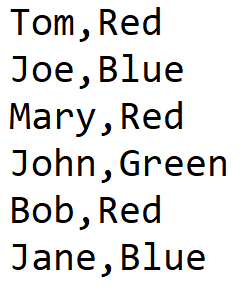 Tom,Red
Joe,Blue
Mary,Red
John,Green
Bob,Red
Jane,Blue